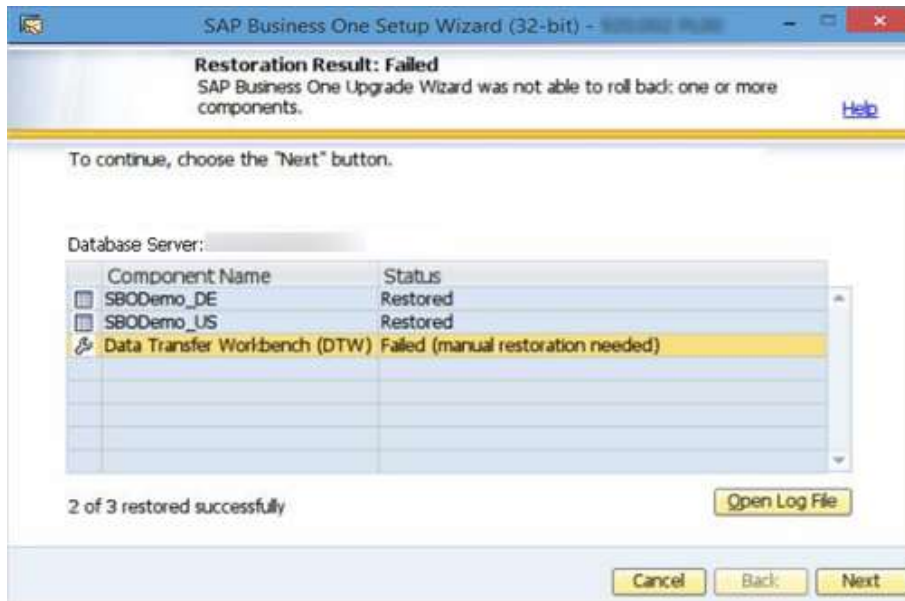 SAP Business One Setup Wizard (32-bit) -
Restoration Result: Failed
SAP Business One Upgrade Wizard was not able to roll back one or more
components.
Help
To continue, choose the "Next" button.
Database Server:
Component Name Status
SBODemo_DE Restored
SBODemo_US Restored
Data Transfer Workbench (DTW) Failed (manual restoration needed)
2 of 3 restored successfully
Open Log File
Cancel Back Next